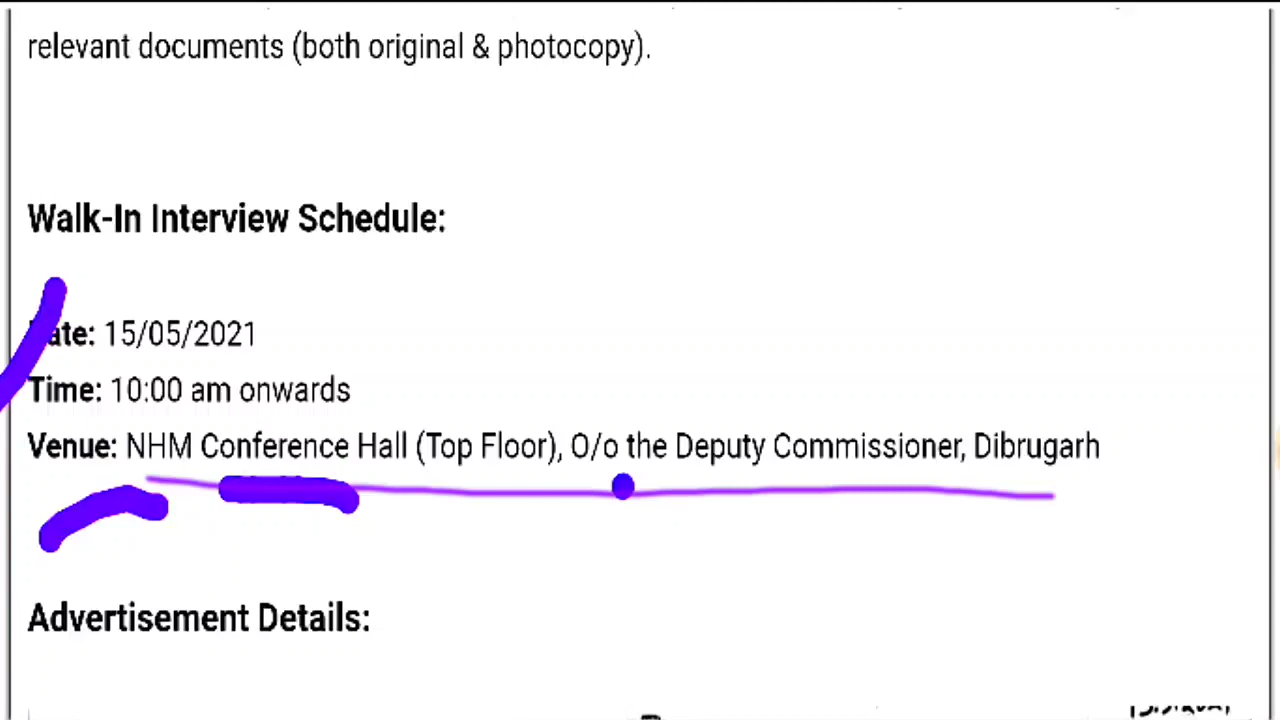 relevant documents (both original & photocopy).
Walk-In Interview Schedule:
Date: 15/05/2021
Time: 10:00 am onwards
Venue: NHM Conference Hall (Top Floor), O/o the Deputy Commissioner, Dibrugarh
Advertisement Details: